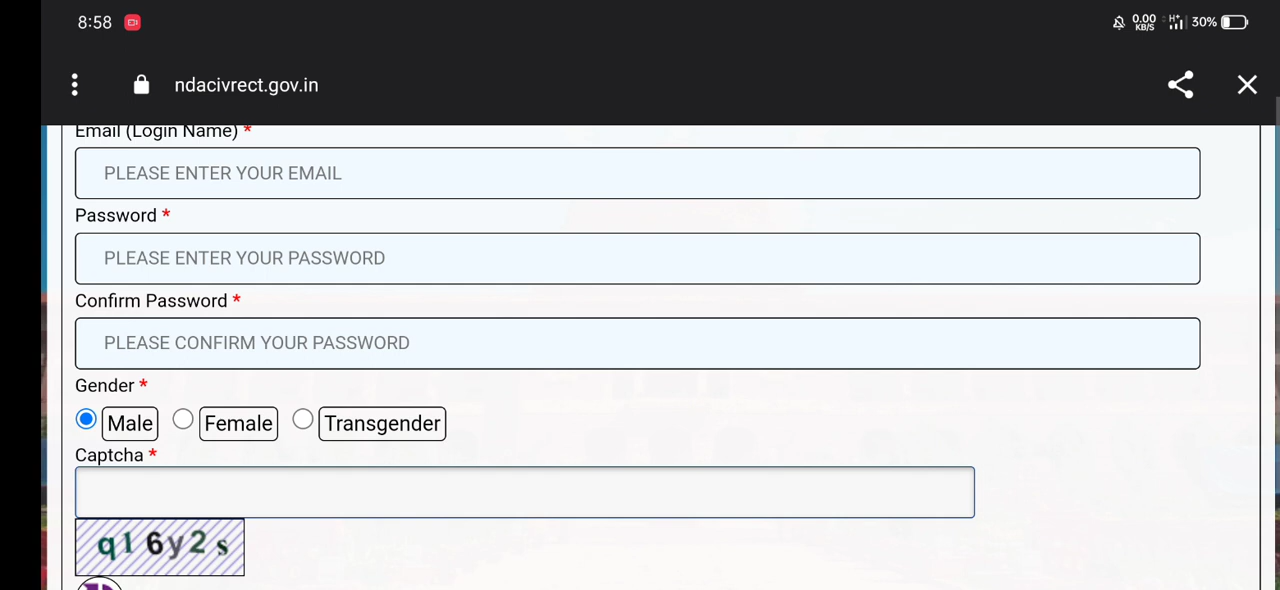 8:58
0.00 KB/S H+ 30%
ndacivrect.gov.in
Email (Login Name) *
PLEASE ENTER YOUR EMAIL
Password *
PLEASE ENTER YOUR PASSWORD
Confirm Password *
PLEASE CONFIRM YOUR PASSWORD
Gender *
Male Female Transgender
Captcha *
q16y2s